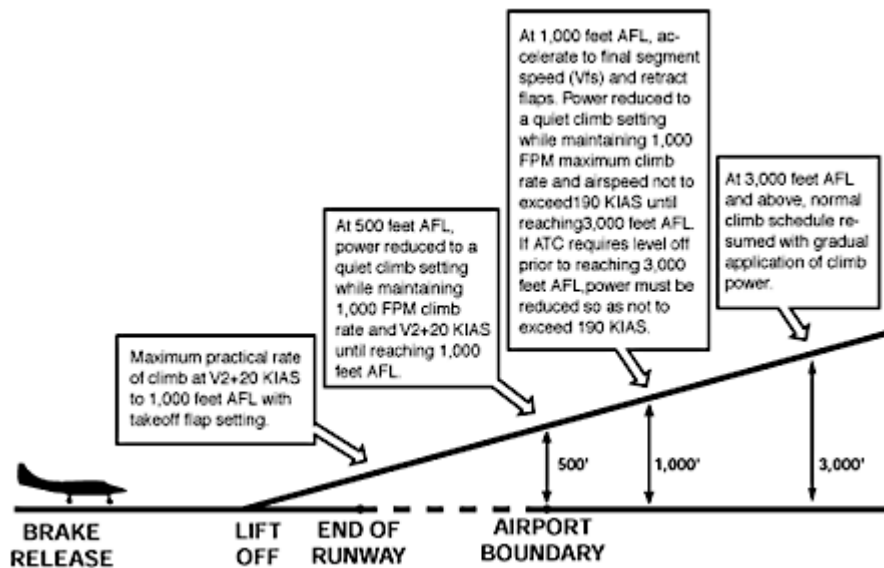 Maximum practical rate
of climb at V2+20 KIAS
to 1,000 feet AFL with
takeoff flap setting.
At 500 feet AFL,
power reduced to a
quiet climb setting
while maintaining
1,000 FPM climb
rate and V2+20 KIAS
until reaching 1,000
feet AFL.
At 1,000 feet AFL, ac-
celerate to final segment
speed (Vfs) and retract
flaps. Power reduced to
a quiet climb setting
while maintaining 1,000
FPM maximum climb
rate and airspeed not to
exceed190 KIAS until
reaching3,000 feet AFL.
If ATC requires level off
prior to reaching 3,000
feet AFL,power must be
reduced so as not to
exceed 190 KIAS.
At 3,000 feet AFL
and above, normal
climb schedule re-
sumed with gradual
application of climb
power.
500'
1,000'
3,000'
BRAKE
RELEASE
LIFT
OFF
END OF
RUNWAY
AIRPORT
BOUNDARY